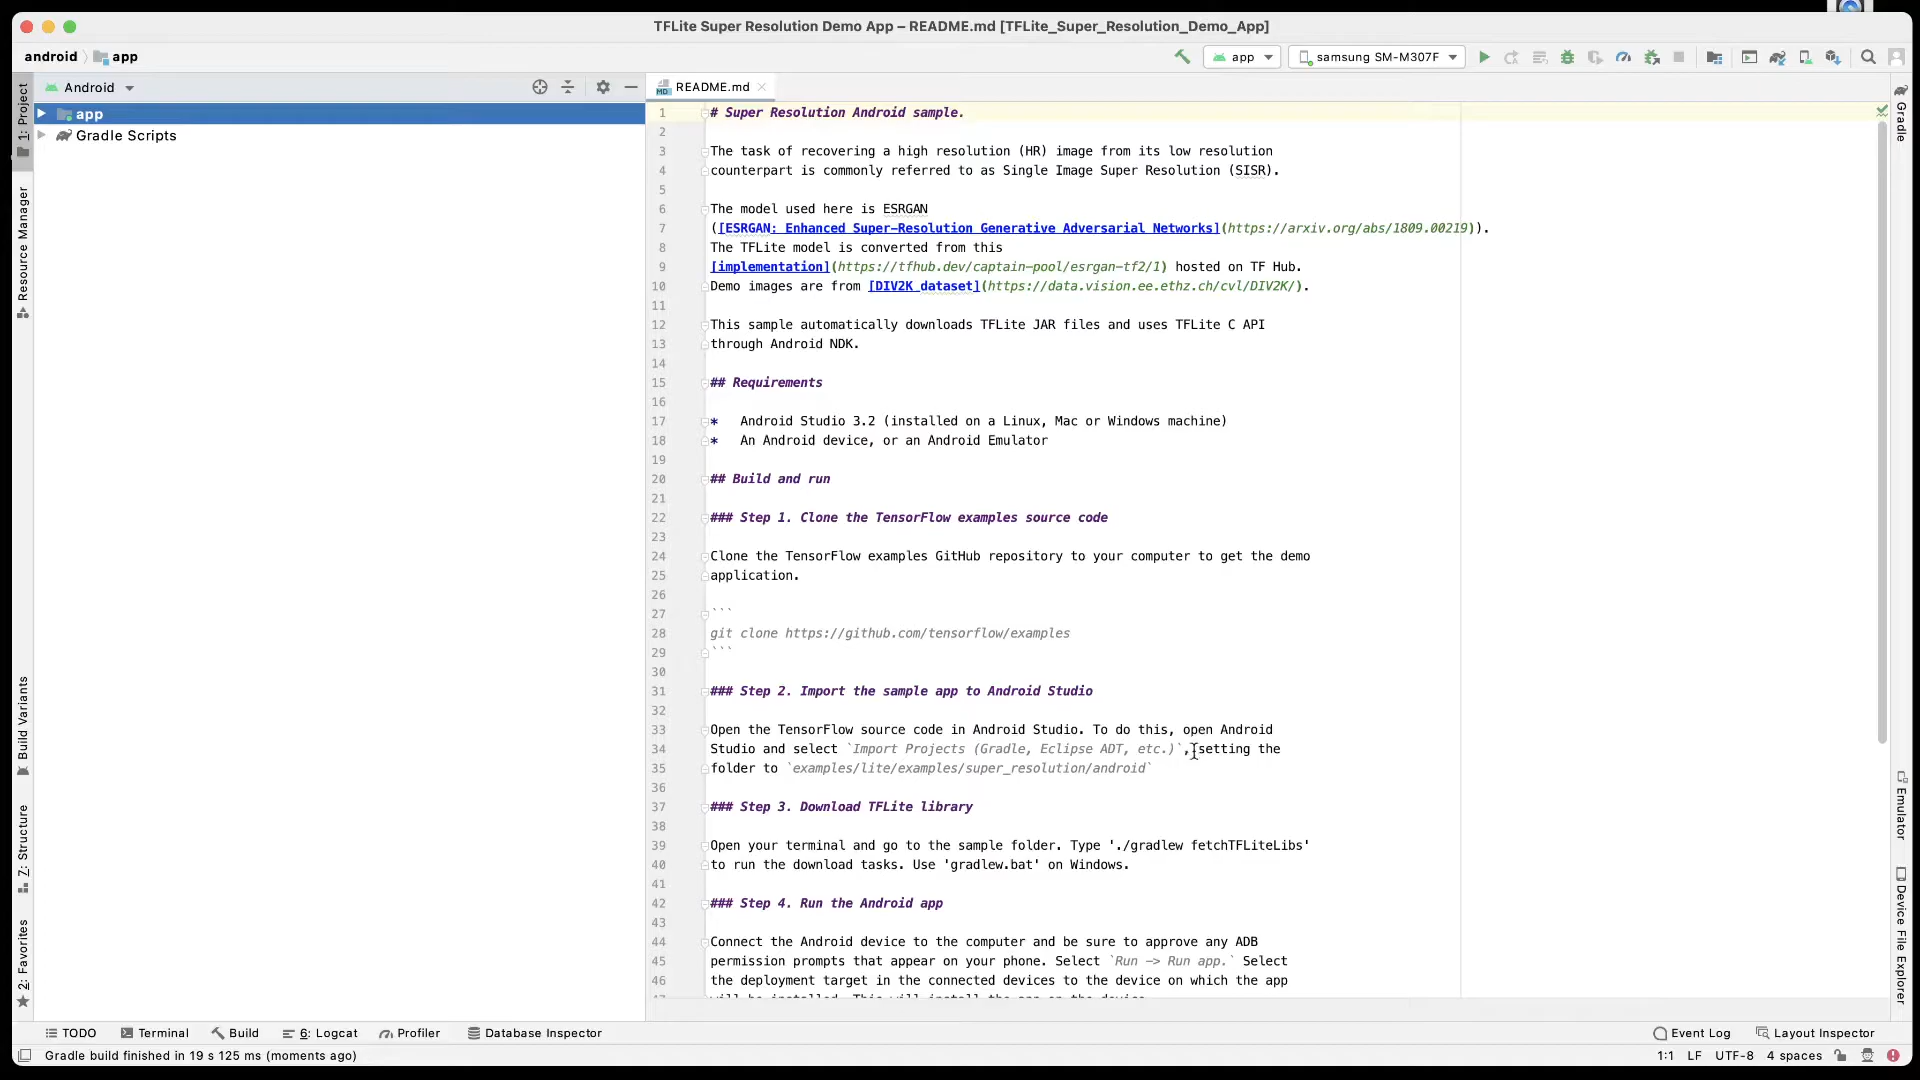 TFLite Super Resolution Demo App – README.md [TFLite_Super_Resolution_Demo_App]
android
app
app
samsung SM-M307F
Android
README.md
1: Project
Resource Manager
Build Variants
Z: Structure
2: Favorites
app
Gradle Scripts
1 # Super Resolution Android sample.
2
3 The task of recovering a high resolution (HR) image from its low resolution
4 counterpart is commonly referred to as Single Image Super Resolution (SISR).
5
6 The model used here is ESRGAN
7 ([ESRGAN: Enhanced Super-Resolution Generative Adversarial Networks](https://arxiv.org/abs/1809.00219)).
8 The TFLite model is converted from this
9 [implementation](https://tfhub.dev/captain-pool/esrgan-tf2/1) hosted on TF Hub.
10 Demo images are from [DIV2K dataset](https://data.vision.ee.ethz.ch/cvl/DIV2K/).
11
12 This sample automatically downloads TFLite JAR files and uses TFLite C API
13 through Android NDK.
14
15 ## Requirements
16
17 * Android Studio 3.2 (installed on a Linux, Mac or Windows machine)
18 * An Android device, or an Android Emulator
19
20 ## Build and run
21
22 ### Step 1. Clone the TensorFlow examples source code
23
24 Clone the TensorFlow examples GitHub repository to your computer to get the demo
25 application.
26
27 ```
28 git clone https://github.com/tensorflow/examples
29 ```
30
31 ### Step 2. Import the sample app to Android Studio
32
33 Open the TensorFlow source code in Android Studio. To do this, open Android
34 Studio and select `Import Projects (Gradle, Eclipse ADT, etc.)`, setting the
35 folder to `examples/lite/examples/super_resolution/android`
36
37 ### Step 3. Download TFLite library
38
39 Open your terminal and go to the sample folder. Type './gradlew fetchTFLiteLibs'
40 to run the download tasks. Use 'gradlew.bat' on Windows.
41
42 ### Step 4. Run the Android app
43
44 Connect the Android device to the computer and be sure to approve any ADB
45 permission prompts that appear on your phone. Select `Run -> Run app.` Select
46 the deployment target in the connected devices to the device on which the app
47 will be installed. This will install the app on the device.
Gradle
Emulator
Device File Explorer
TODO
Terminal
Build
6: Logcat
Profiler
Database Inspector
Event Log
Layout Inspector
Gradle build finished in 19 s 125 ms (moments ago)
1:1 LF UTF-8 4 spaces